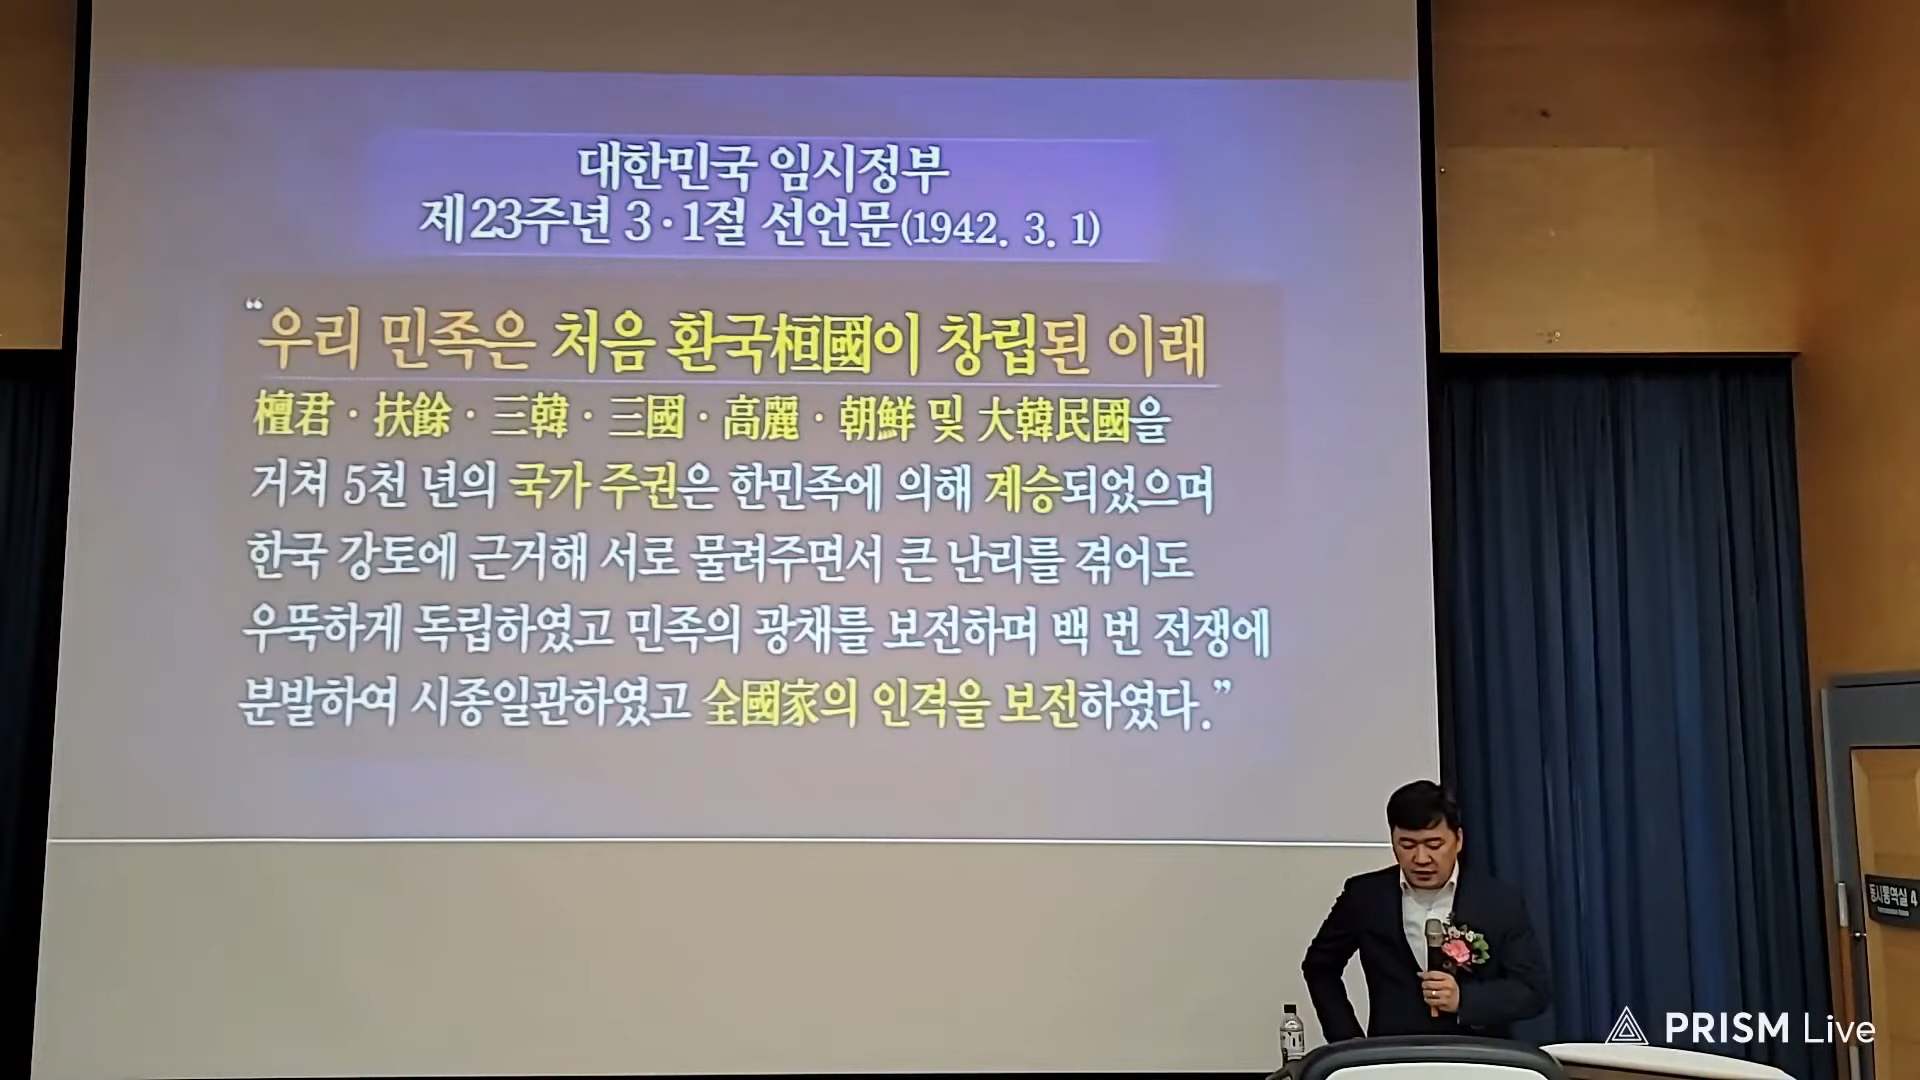 대한민국 임시정부
제23주년 3·1절 선언문(1942. 3. 1)
“우리 민족은 처음 환국桓國이 창립된 이래
檀君·扶餘·三韓·三國·高麗·朝鮮 및 大韓民國을
거쳐 5천 년의 국가 주권은 한민족에 의해 계승되었으며
한국 강토에 근거해 서로 물려주면서 큰 난리를 겪어도
우뚝하게 독립하였고 민족의 광채를 보전하며 백 번 전쟁에
분발하여 시종일관하였고 全國家의 인격을 보전하였다.”
동시통역실 4
PRISM Live